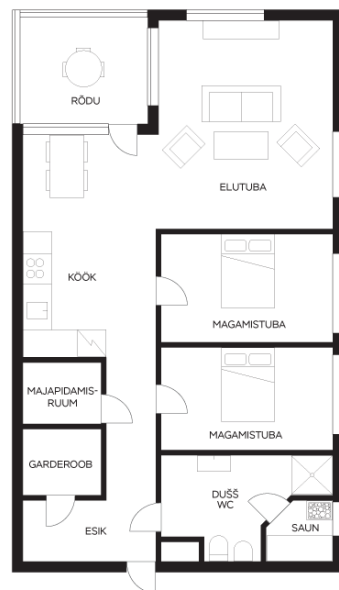 RÕDU
ELUTUBA
KÖÖK
MAGAMISTUBA
MAJAPIDAMIS-
RUUM
MAGAMISTUBA
GARDEROOB
DUŠŠ
WC
SAUN
ESIK